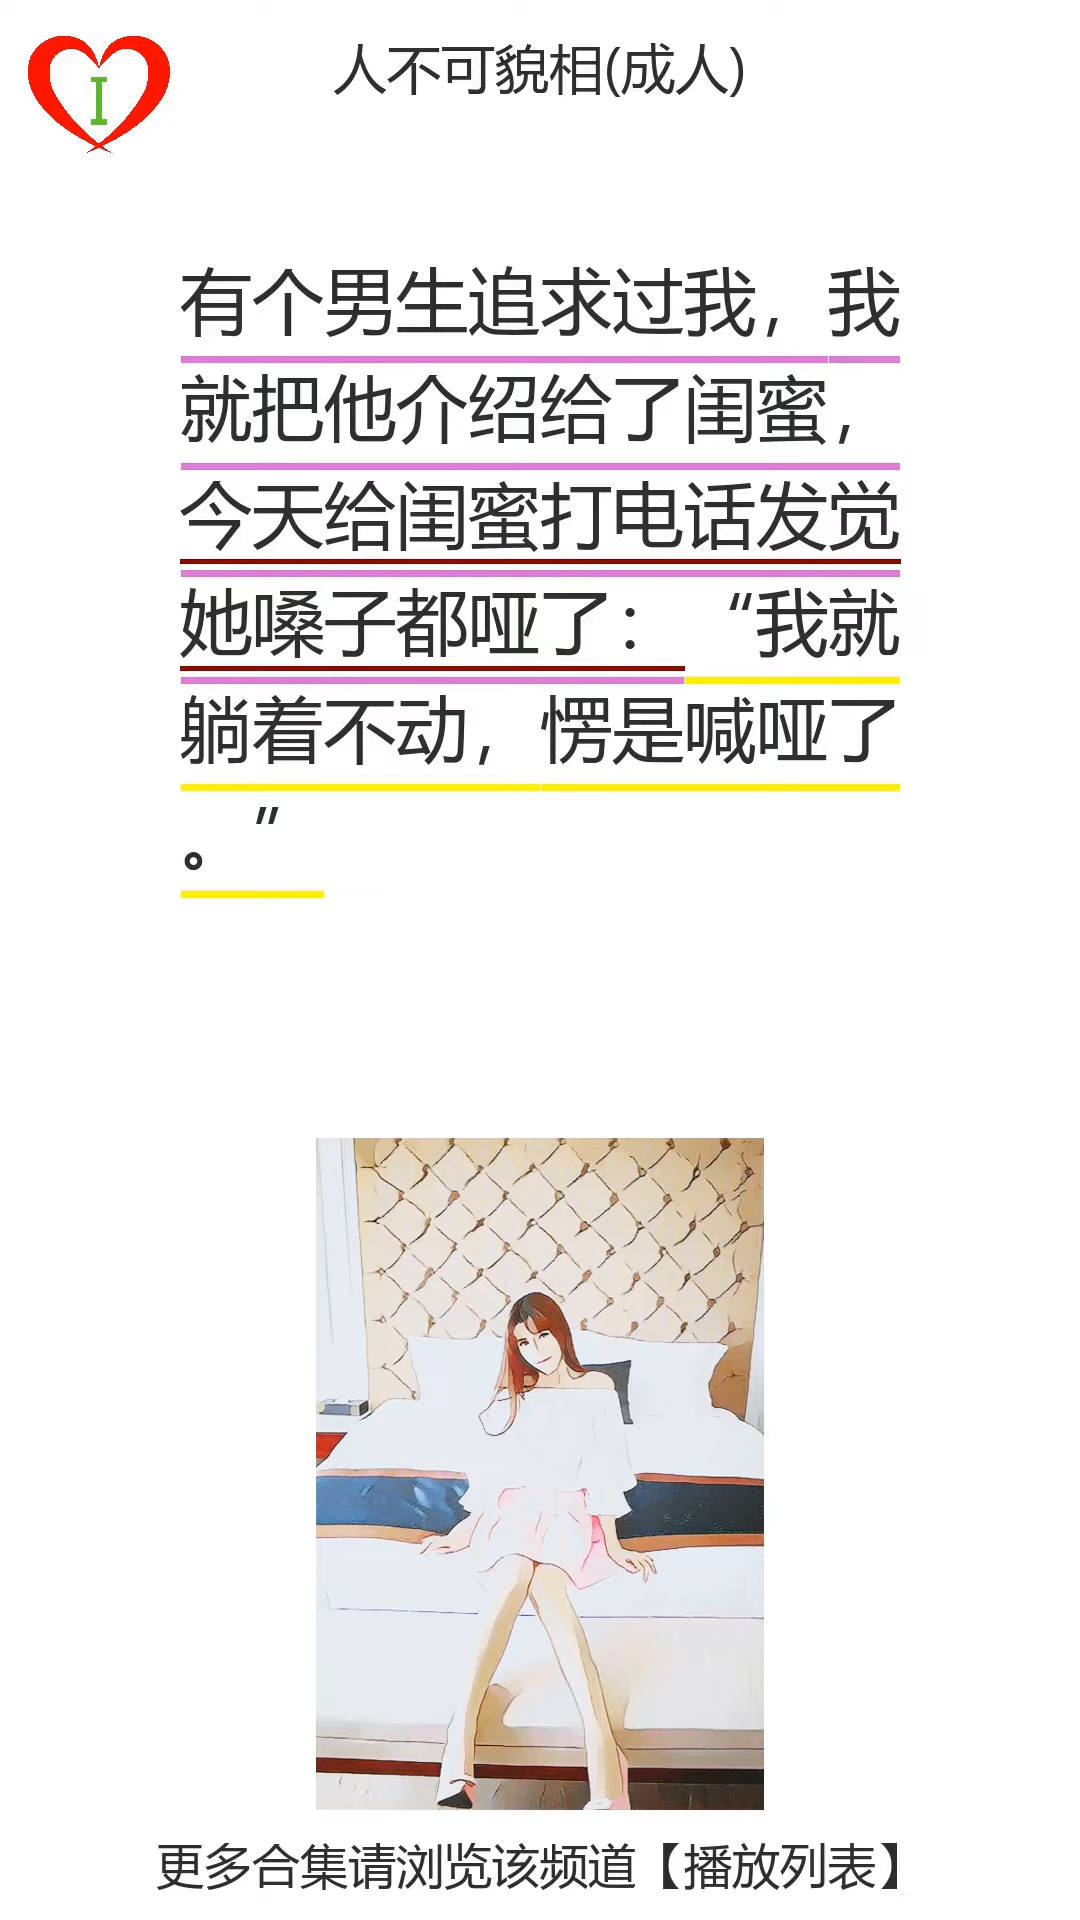 I
人不可貌相(成人)
有个男生追求过我，我
就把他介绍给了闺蜜，
今天给闺蜜打电话发觉
她嗓子都哑了：“我就
躺着不动，愣是喊哑了
。”
更多合集请浏览该频道【播放列表】